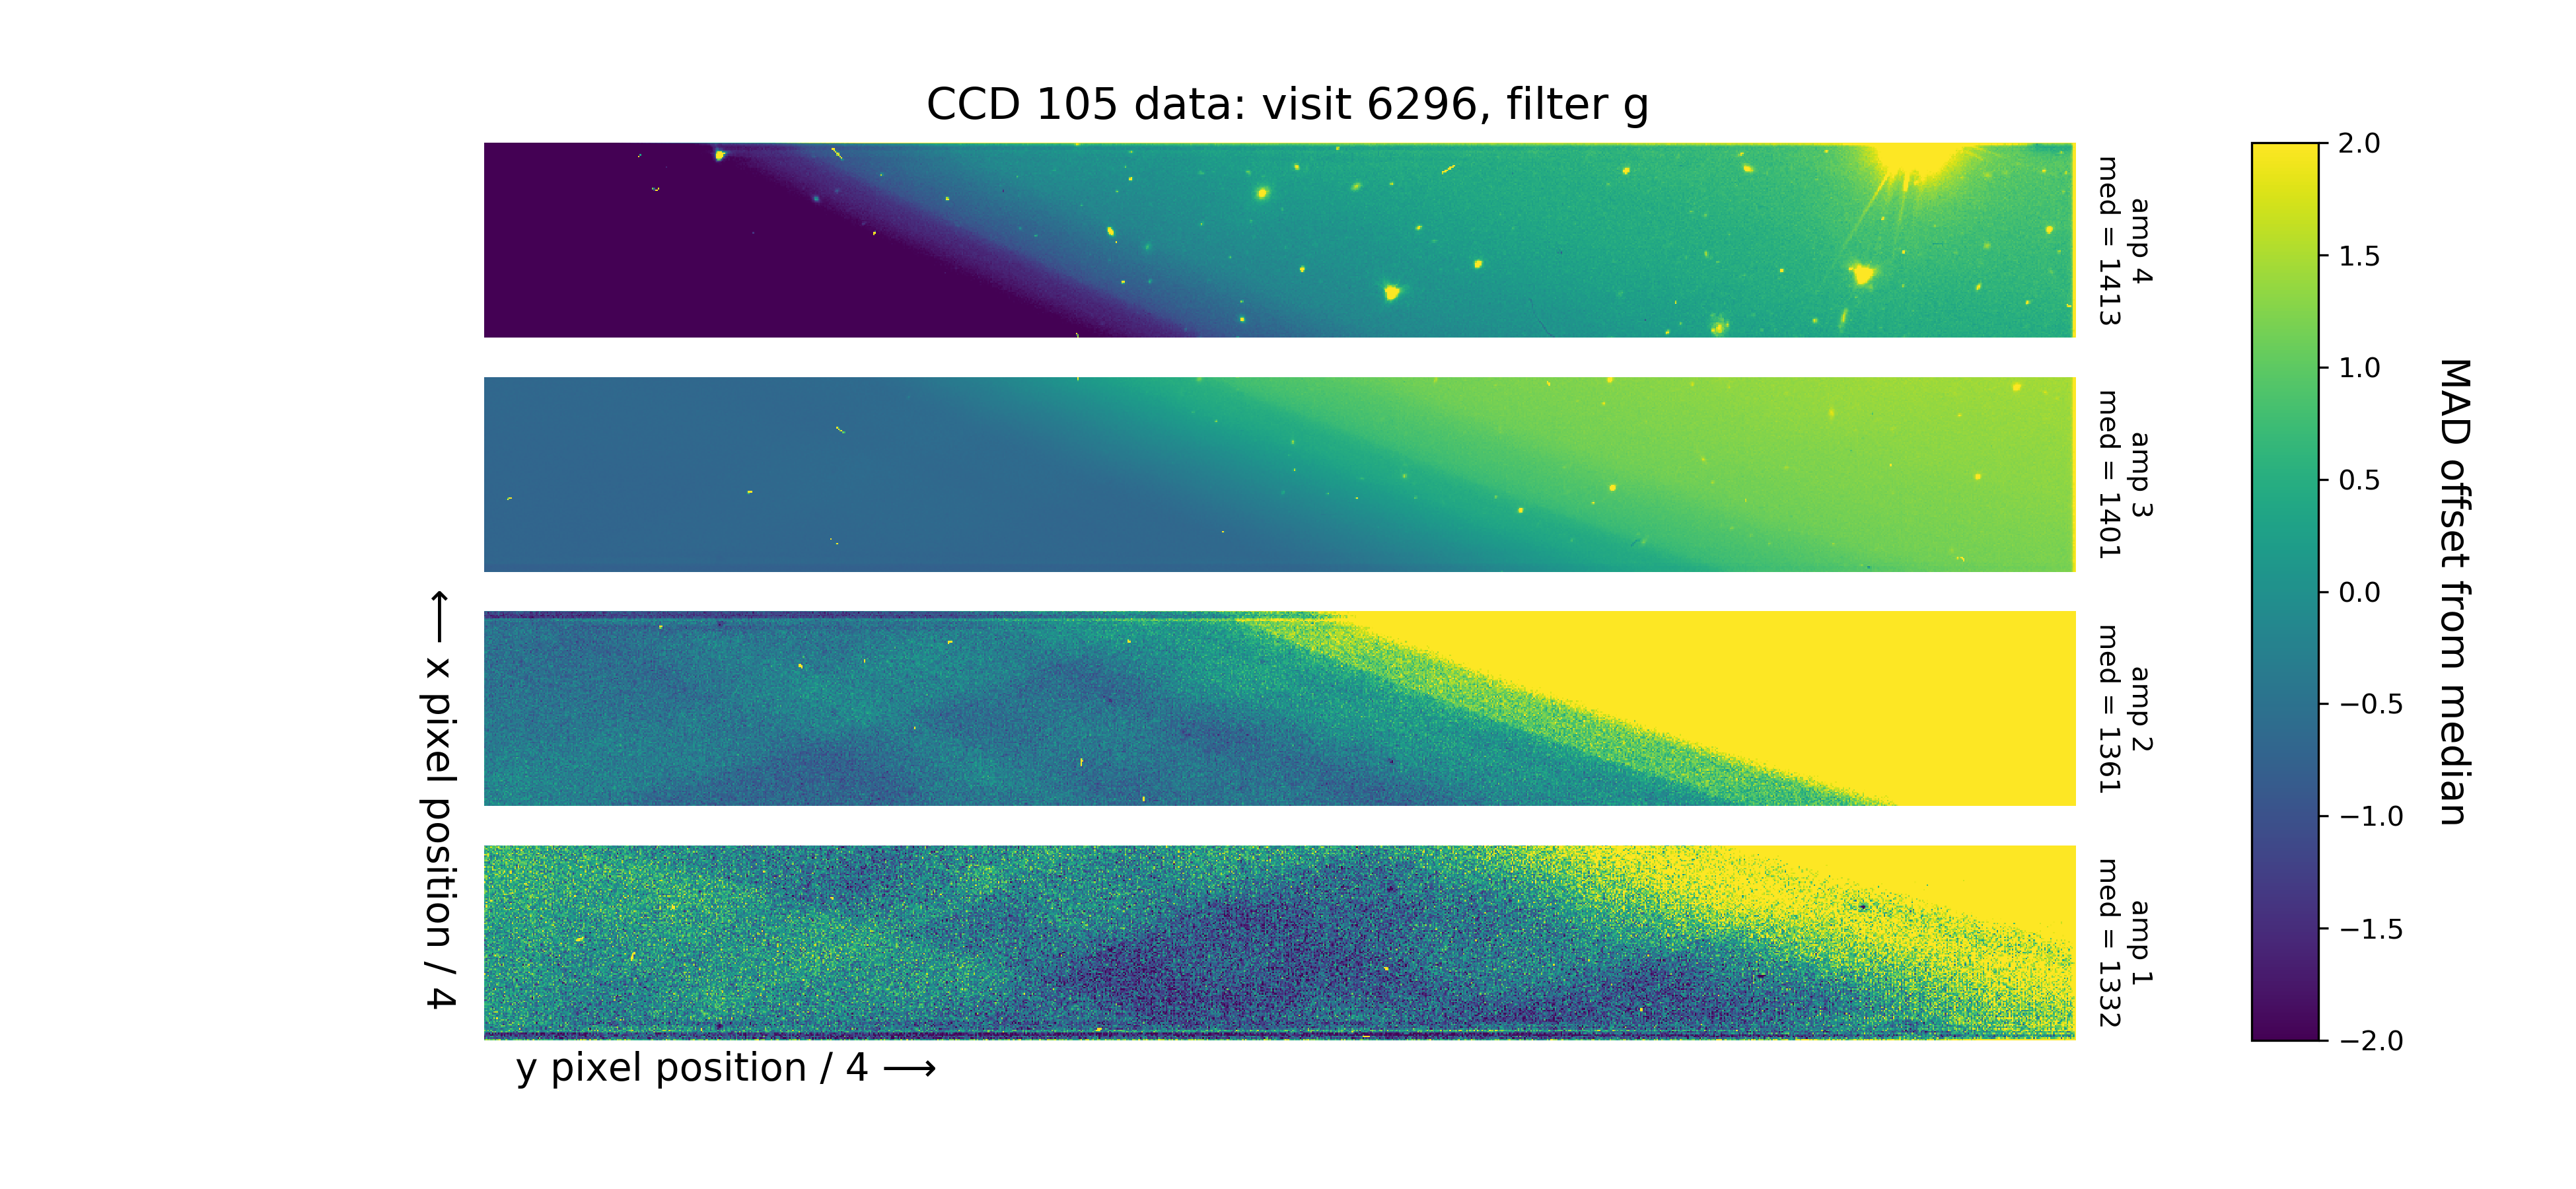 CCD 105 data: visit 6296, filter g
amp 4
med = 1413
amp 3
med = 1401
amp 2
med = 1361
amp 1
med = 1332
⟵ x pixel position / 4
y pixel position / 4 ⟶
2.0
1.5
1.0
0.5
0.0
−0.5
−1.0
−1.5
−2.0
MAD offset from median